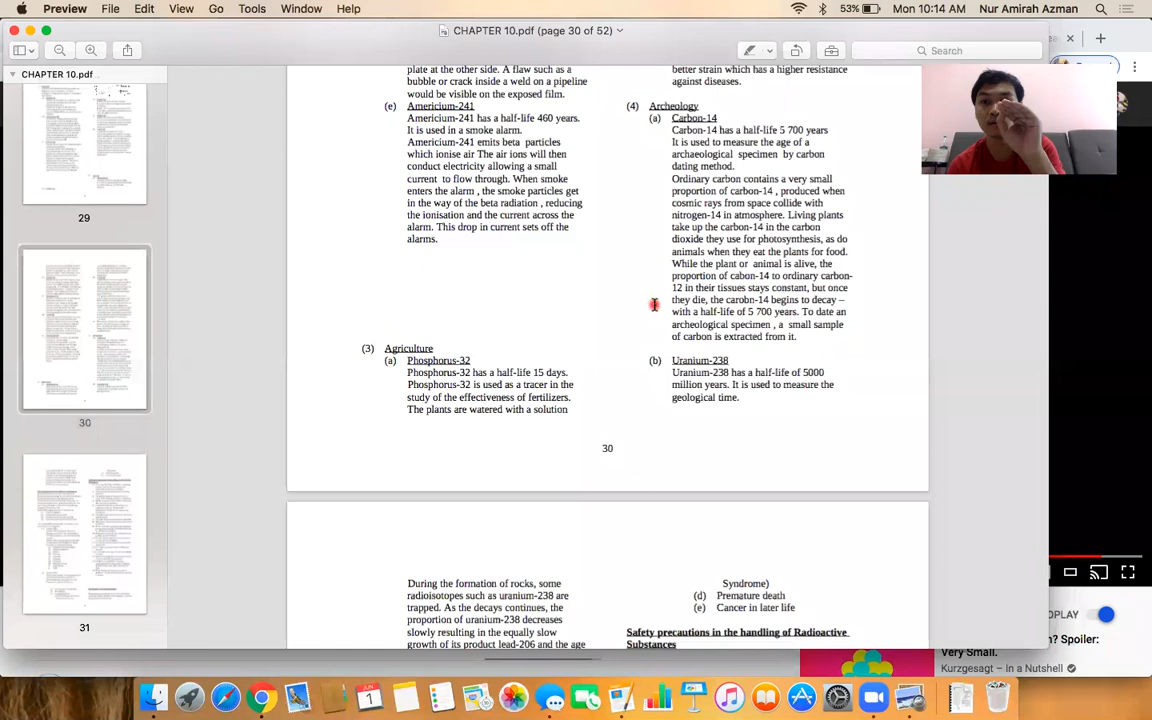 Preview File Edit View Go Tools Window Help
53% Mon 10:14 AM Nur Amirah Azman
CHAPTER 10.pdf (page 30 of 52)
Search
CHAPTER 10.pdf
29
30
31
plate at the other side. A flaw such as a
bubble or crack inside a weld on a pipeline
would be visible on the exposed film.
(e) Americium-241
Americium-241 has a half-life 460 years.
It is used in a smoke alarm.
Americium-241 emits beta particles
which ionise air The air ions will then
conduct electricity allowing a small
current to flow through. When smoke
enters the alarm , the smoke particles get
in the way of the beta radiation , reducing
the ionisation and the current across the
alarm. This drop in current sets off the
alarms.
(3) Agriculture
(a) Phosphorus-32
Phosphorus-32 has a half-life 15 days.
Phosphorus-32 is used as a tracer in the
study of the effectiveness of fertilizers.
The plants are watered with a solution
better strain which has a higher resistance
against diseases.
(4) Archeology
(a) Carbon-14
Carbon-14 has a half-life 5 700 years
It is used to measure the age of a
archaeological specimen by carbon
dating method.
Ordinary carbon contains a very small
proportion of carbon-14 , produced when
cosmic rays from space collide with
nitrogen-14 in atmosphere. Living plants
take up the carbon-14 in the carbon
dioxide they use for photosynthesis, as do
animals when they eat the plants for food.
While the plant or animal is alive, the
proportion of cabon-14 to ordinary carbon-
12 in their tissues stays constant, but once
they die, the carobn-14 begins to decay –
with a half-life of 5 700 years. To date an
archeological specimen , a small sample
of carbon is extracted from it.
(b) Uranium-238
Uranium-238 has a half-life of 5000
million years. It is used to measure the
geological time.
30
During the formation of rocks, some
radioisotopes such as uranium-238 are
trapped. As the decays continues, the
proportion of uranium-238 decreases
slowly resulting in the equally slow
growth of its product lead-206 and the age
Syndrome)
(d) Premature death
(e) Cancer in later life
Safety precautions in the handling of Radioactive
Substances
? Spoiler:
Very Small.
Kurzgesagt – In a Nutshell
JUN
1